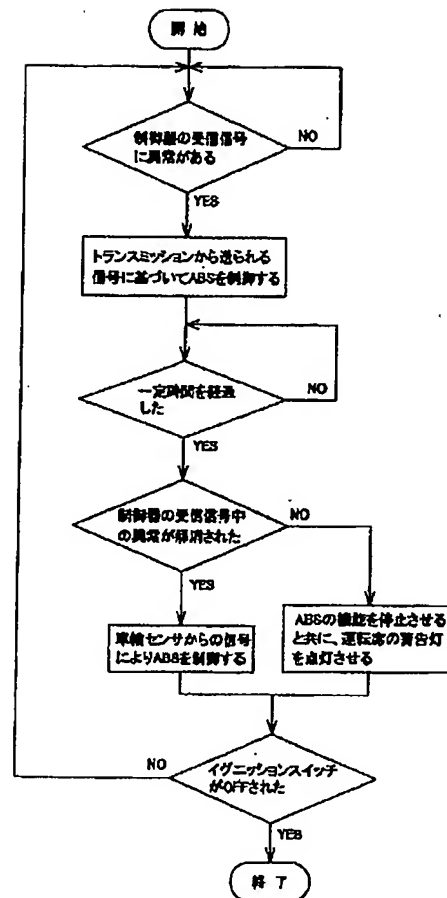 開 始
制御器の受信信号
に異常がある
NO
YES
トランスミッションから送られる
信号に基づいてABSを制御する
一定時間を経過
した
NO
YES
制御器の受信信号中
の異常が解消された
NO
YES
車輪センサからの信号
によりABSを制御する
ABSの機能を停止させる
と共に、運転席の警告灯
を点灯させる
イグニッションスイッチ
がOFFされた
NO
YES
終 了